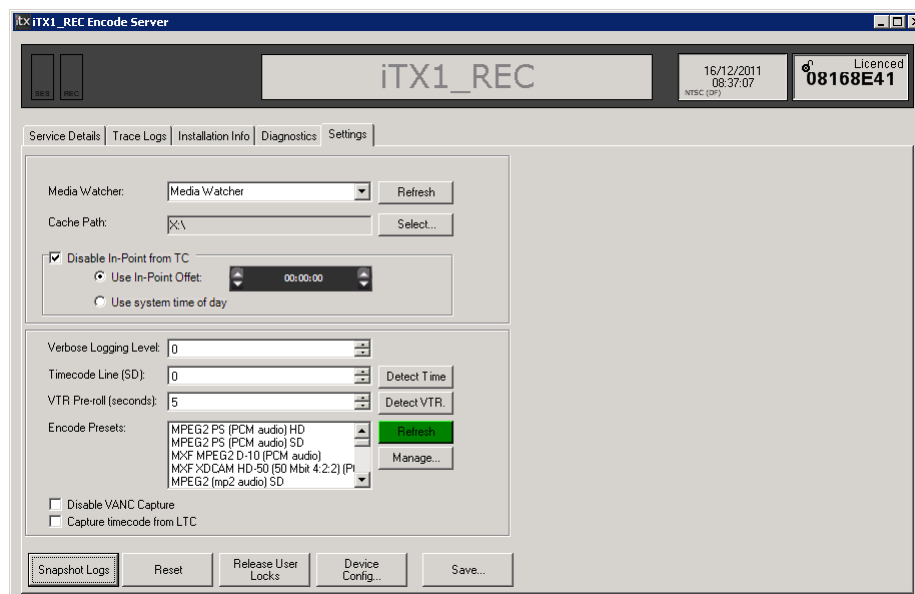 itx iTX1_REC Encode Server
SES REC
iTX1_REC
16/12/2011
08:37:07
NTSC (DF)
Licenced
08168E41
Service Details Trace Logs Installation Info Diagnostics Settings
Media Watcher: Media Watcher Refresh
Cache Path: X:\ Select...
Disable In-Point from TC
Use In-Point Offet: 00:00:00
Use system time of day
Verbose Logging Level: 0
Timecode Line (SD): 0 Detect Time
VTR Pre-roll (seconds): 5 Detect VTR.
Encode Presets: MPEG2 PS (PCM audio) HD Refresh
MPEG2 PS (PCM audio) SD
MXF MPEG2 D-10 (PCM audio) Manage...
MXF XDCAM HD-50 (50 Mbit 4:2:2) (P
MPEG2 (mp2 audio) SD
Disable VANC Capture
Capture timecode from LTC
Snapshot Logs Reset Release User Locks Device Config... Save...